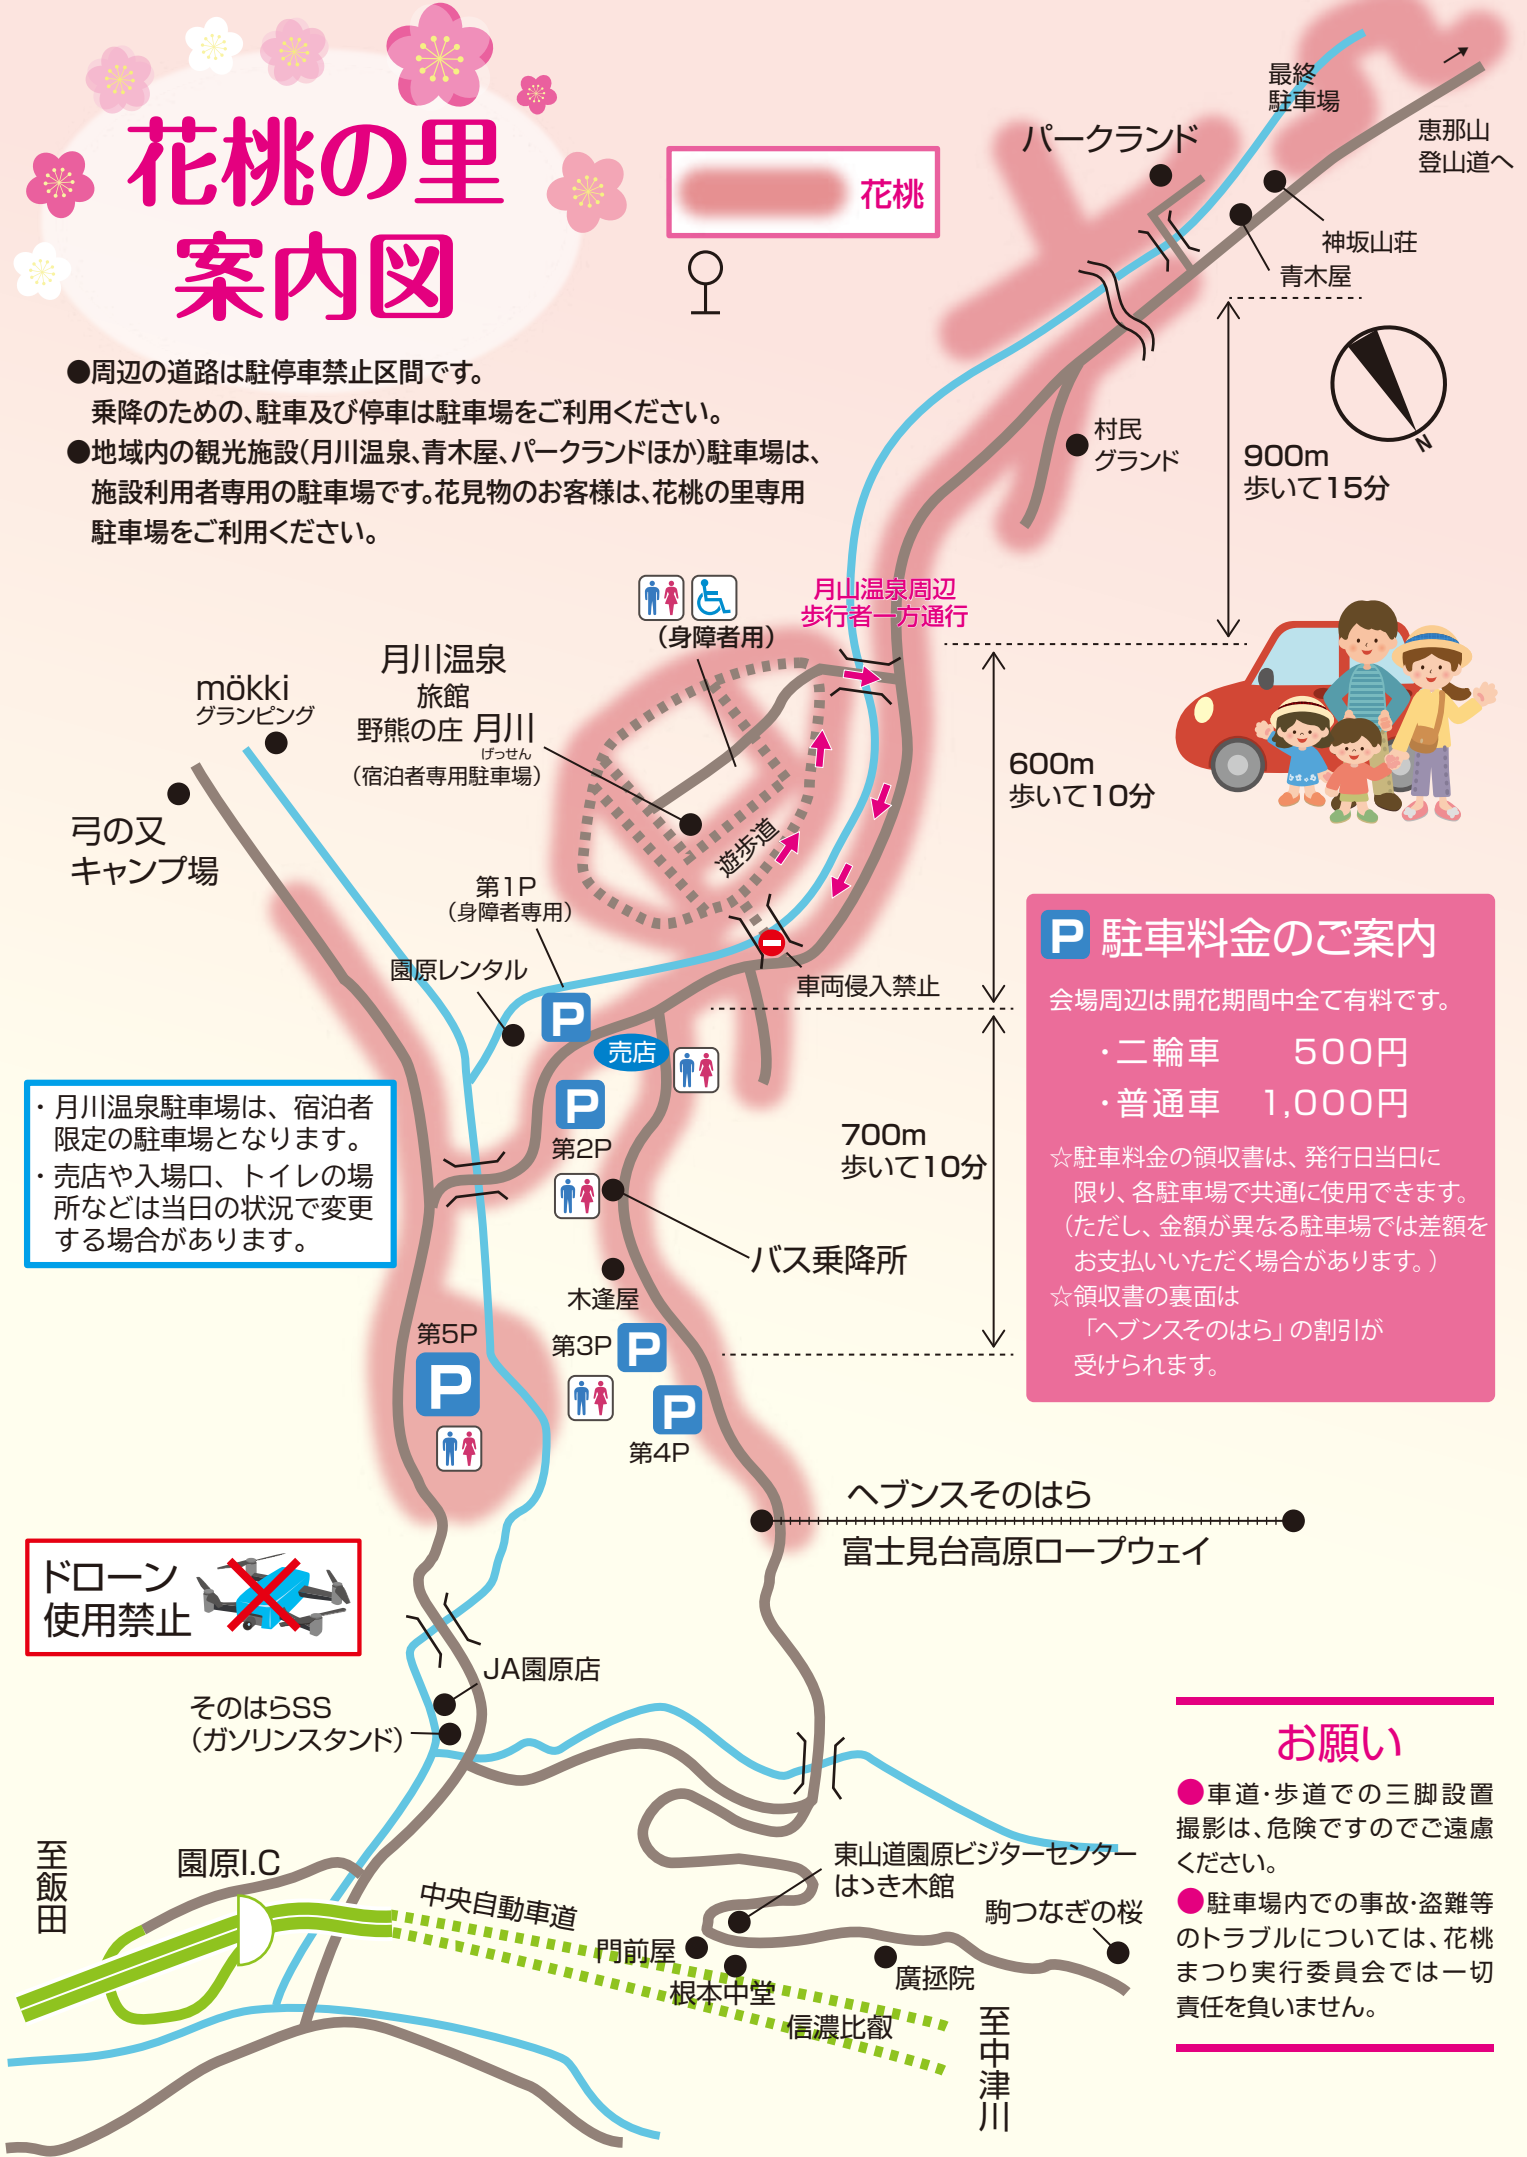 花桃の里
案内図
花桃
●周辺の道路は駐停車禁止区間です。
乗降のための、駐車及び停車は駐車場をご利用ください。
●地域内の観光施設(月川温泉、青木屋、パークランドほか)駐車場は、
施設利用者専用の駐車場です。花見物のお客様は、花桃の里専用
駐車場をご利用ください。
最終
駐車場
恵那山
登山道へ
パークランド
神坂山荘
青木屋
村民
グランド
900m
歩いて15分
N
月山温泉周辺
歩行者一方通行
(身障者用)
月川温泉
旅館
野熊の庄 月川
げっせん
(宿泊者専用駐車場)
mökki
グランピング
弓の又
キャンプ場
遊歩道
600m
歩いて10分
第1P
(身障者専用)
園原レンタル
車両侵入禁止
P
売店
P
第2P
700m
歩いて10分
バス乗降所
木逢屋
第3P
P
P
第4P
第5P
P
・月川温泉駐車場は、宿泊者
限定の駐車場となります。
・売店や入場口、トイレの場
所などは当日の状況で変更
する場合があります。
P 駐車料金のご案内
会場周辺は開花期間中全て有料です。
・二輪車 500円
・普通車 1,000円
☆駐車料金の領収書は、発行日当日に
限り、各駐車場で共通に使用できます。
(ただし、金額が異なる駐車場では差額を
お支払いいただく場合があります。)
☆領収書の裏面は
「ヘブンスそのはら」の割引が
受けられます。
ヘブンスそのはら
富士見台高原ロープウェイ
ドローン
使用禁止
JA園原店
そのはらSS
(ガソリンスタンド)
至飯田
園原I.C
中央自動車道
東山道園原ビジターセンター
はゝき木館
駒つなぎの桜
門前屋
根本中堂
廣拯院
信濃比叡
至中津川
お願い
●車道・歩道での三脚設置
撮影は、危険ですのでご遠慮
ください。
●駐車場内での事故・盗難等
のトラブルについては、花桃
まつり実行委員会では一切
責任を負いません。